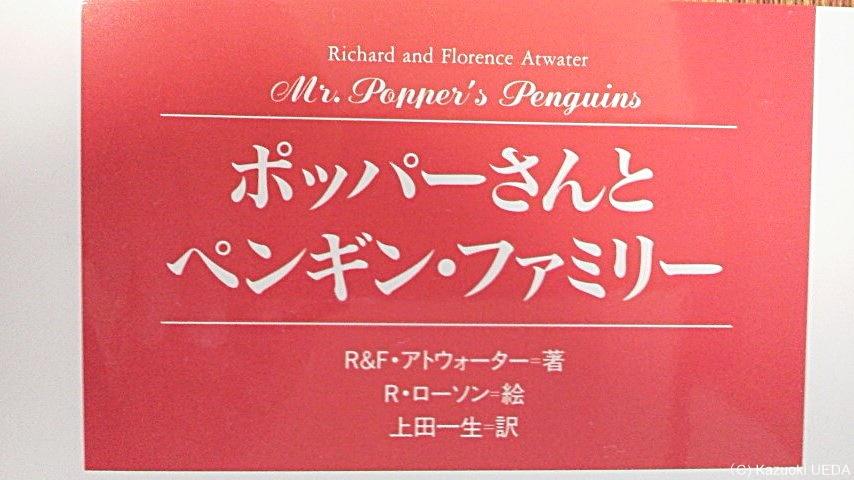 Richard and Florence Atwater
Mr. Popper's Penguins
ポッパーさんと
ペンギン・ファミリー
R&F・アトウォーター=著
R・ローソン=絵
上田一生=訳
(C) Kazuoki UEDA